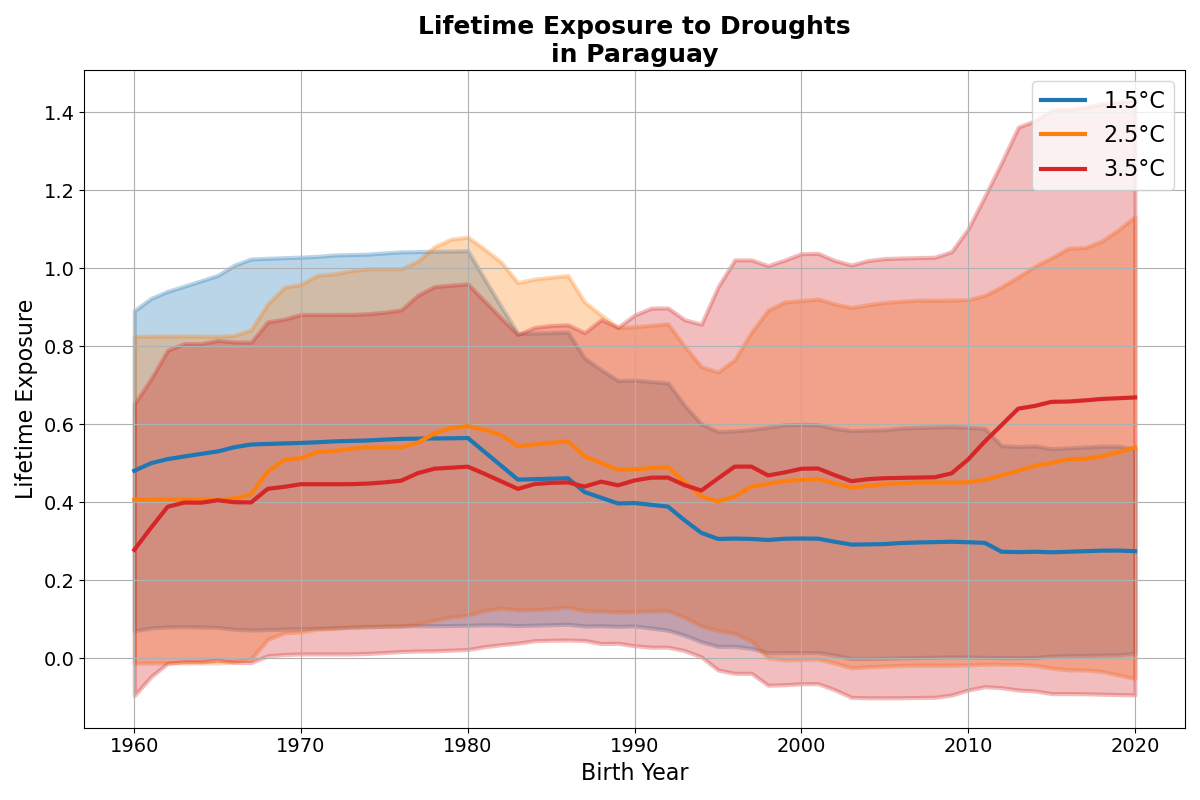 Lifetime Exposure to Droughts
in Paraguay
1.5°C
2.5°C
3.5°C
Lifetime Exposure
1.4
1.2
1.0
0.8
0.6
0.4
0.2
0.0
1960 1970 1980 1990 2000 2010 2020
Birth Year